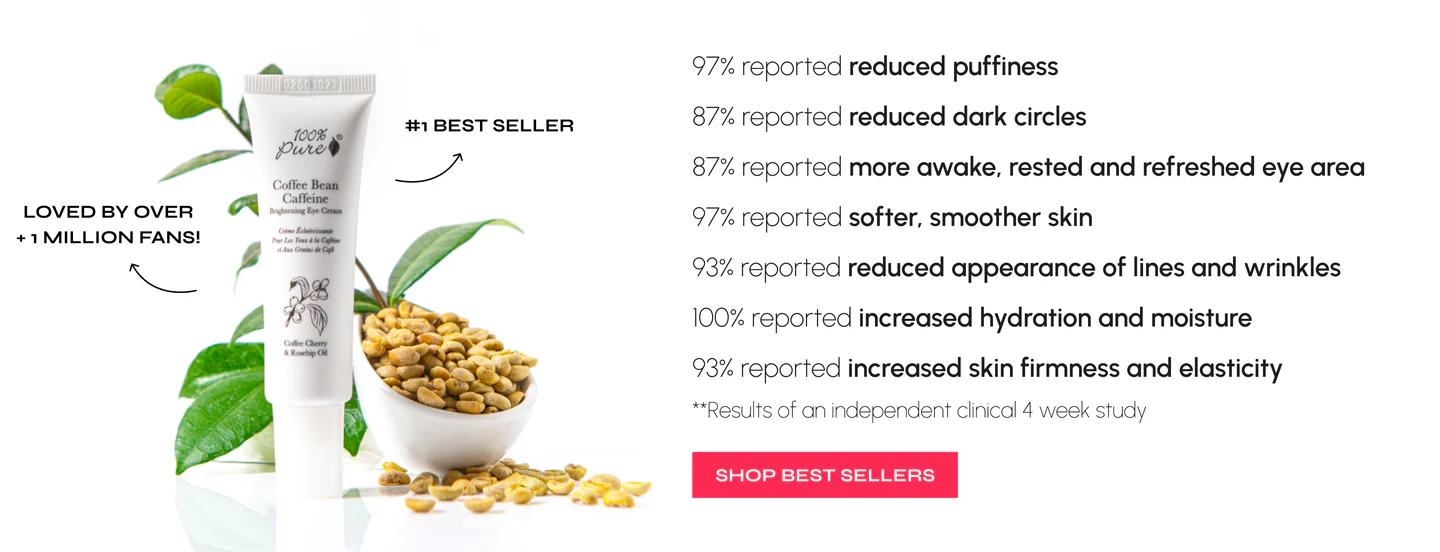 LOVED BY OVER
+ 1 MILLION FANS!
#1 BEST SELLER
02601027
100%
Pure®
Coffee Bean
Caffeine
Brightening Eye Cream
Crème Éclaircissante
Pour Les Yeux à la Caféine
et Aux Grains de Café
Coffee Cherry
& Rosehip Oil
97% reported reduced puffiness
87% reported reduced dark circles
87% reported more awake, rested and refreshed eye area
97% reported softer, smoother skin
93% reported reduced appearance of lines and wrinkles
100% reported increased hydration and moisture
93% reported increased skin firmness and elasticity
**Results of an independent clinical 4 week study
SHOP BEST SELLERS